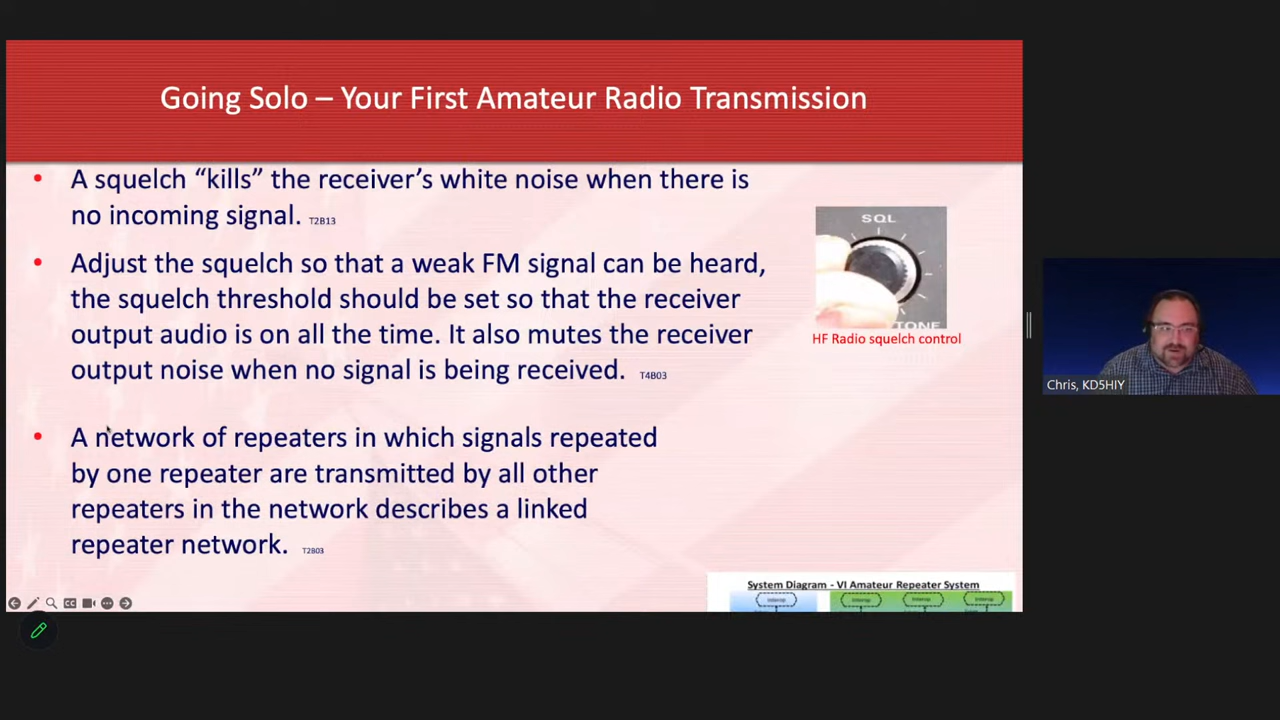 Going Solo – Your First Amateur Radio Transmission
• A squelch “kills” the receiver’s white noise when there is
no incoming signal. T2B13
• Adjust the squelch so that a weak FM signal can be heard,
the squelch threshold should be set so that the receiver
output audio is on all the time. It also mutes the receiver
output noise when no signal is being received. T4B03
• A network of repeaters in which signals repeated
by one repeater are transmitted by all other
repeaters in the network describes a linked
repeater network. T2B03
SQL
TONE
HF Radio squelch control
System Diagram - VI Amateur Repeater System
CC
Chris, KD5HIY